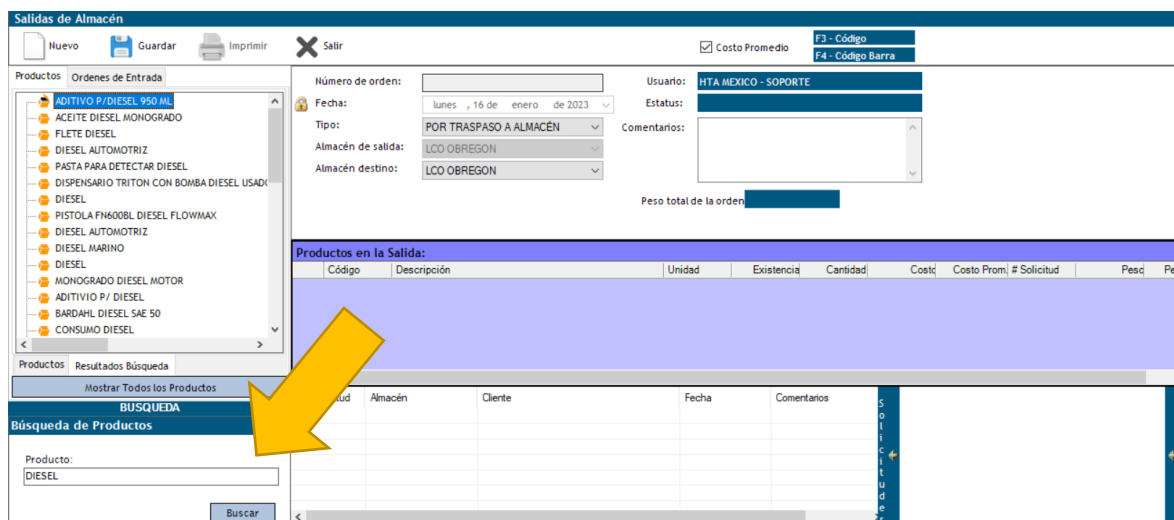 Salidas de Almacén
Nuevo Guardar Imprimir Salir
Costo Promedio
F3 - Código
F4 - Código Barra
Productos Ordenes de Entrada
ADITIVO P/DIESEL 950 ML
ACEITE DIESEL MONOGRADO
FLETE DIESEL
DIESEL AUTOMOTRIZ
PASTA PARA DETECTAR DIESEL
DISPENSARIO TRITON CON BOMBA DIESEL USADO
DIESEL
PISTOLA FN600BL DIESEL FLOWMAX
DIESEL AUTOMOTRIZ
DIESEL MARINO
DIESEL
MONOGRADO DIESEL MOTOR
ADITIVIO P/ DIESEL
BARDAHL DIESEL SAE 50
CONSUMO DIESEL
Productos Resultados Búsqueda
Mostrar Todos los Productos
BUSQUEDA
Búsqueda de Productos
Producto:
DIESEL
Buscar
Número de orden:
Fecha: lunes , 16 de enero de 2023
Tipo: POR TRASPASO A ALMACÉN
Almacén de salida: LCO OBREGON
Almacén destino: LCO OBREGON
Usuario: HTA MEXICO - SOPORTE
Estatus:
Comentarios:
Peso total de la orden
Productos en la Salida:
Código Descripción Unidad Existencia Cantidad Costo Costo Prom. # Solicitud Peso Pe
tud Almacén Cliente Fecha Comentarios
Solicitude